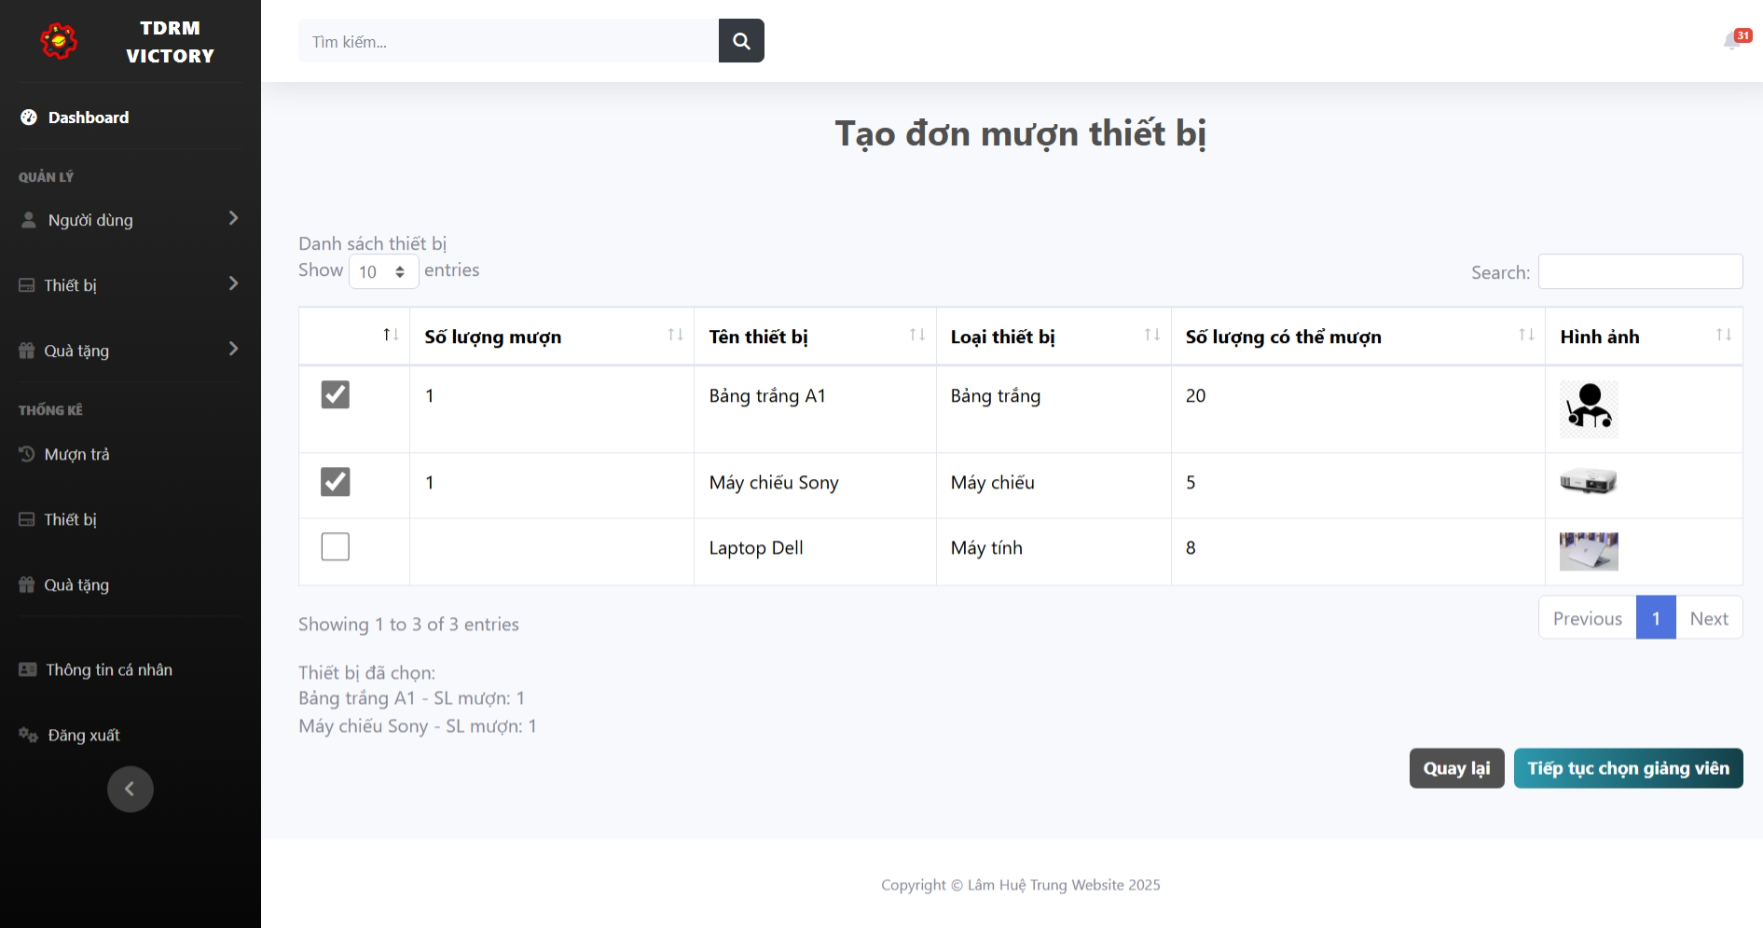 TDRM
VICTORY
Dashboard
QUẢN LÝ
Người dùng
Thiết bị
Quà tặng
THỐNG KÊ
Mượn trả
Thiết bị
Quà tặng
Thông tin cá nhân
Đăng xuất
Tìm kiếm...
31
Tạo đơn mượn thiết bị
Danh sách thiết bị
Show 10 entries
Search:
Số lượng mượn Tên thiết bị Loại thiết bị Số lượng có thể mượn Hình ảnh
1 Bảng trắng A1 Bảng trắng 20
1 Máy chiếu Sony Máy chiếu 5
Laptop Dell Máy tính 8
Showing 1 to 3 of 3 entries
Previous 1 Next
Thiết bị đã chọn:
Bảng trắng A1 - SL mượn: 1
Máy chiếu Sony - SL mượn: 1
Quay lại Tiếp tục chọn giảng viên
Copyright © Lâm Huệ Trung Website 2025